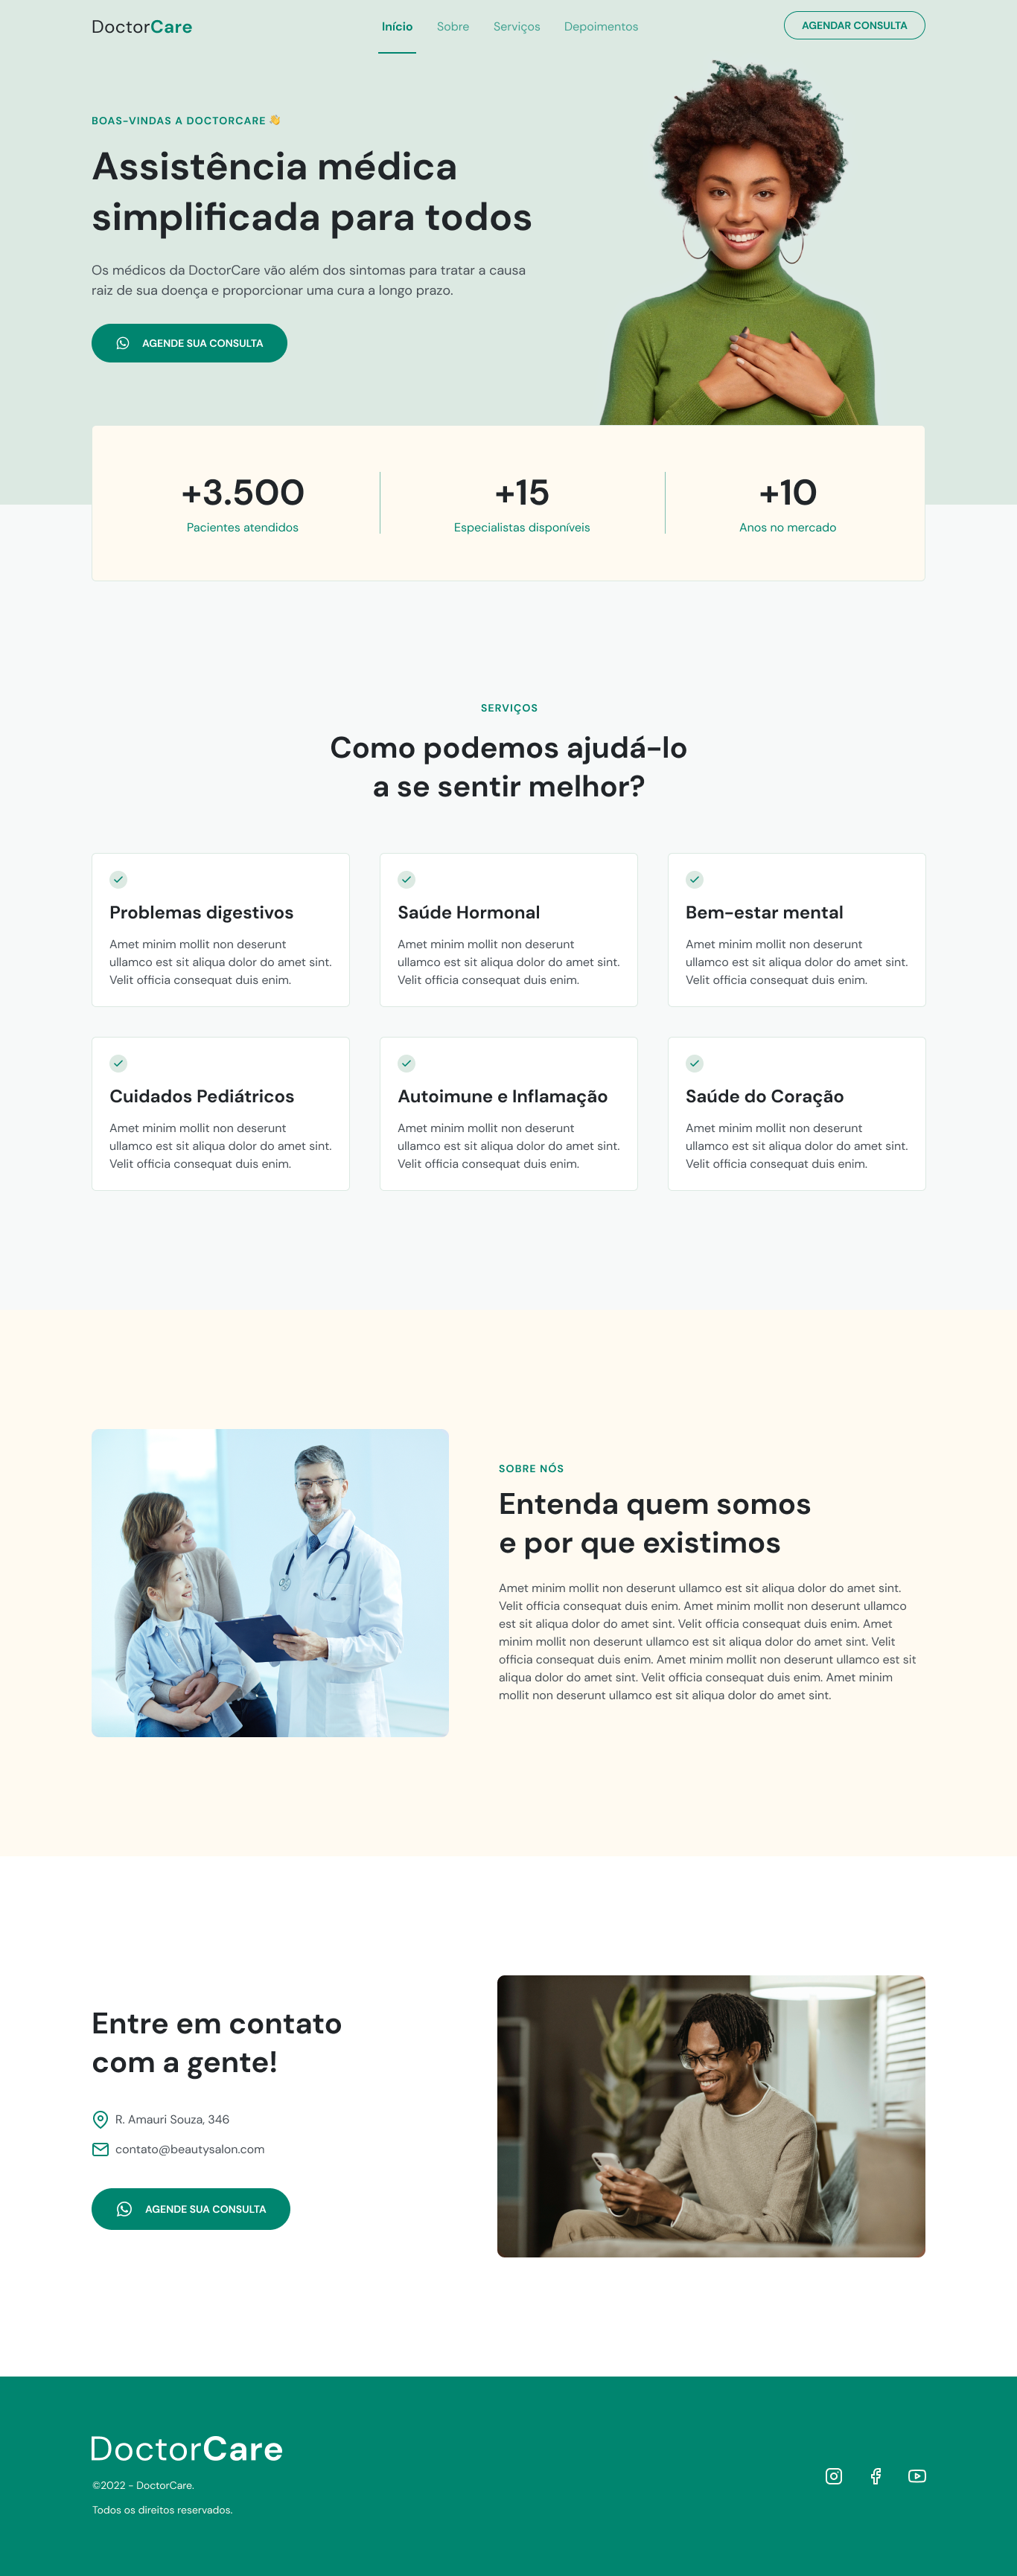 DoctorCare
Início Sobre Serviços Depoimentos
AGENDAR CONSULTA
BOAS-VINDAS A DOCTORCARE 👋
Assistência médica
simplificada para todos
Os médicos da DoctorCare vão além dos sintomas para tratar a causa
raiz de sua doença e proporcionar uma cura a longo prazo.
AGENDE SUA CONSULTA
+3.500
Pacientes atendidos
+15
Especialistas disponíveis
+10
Anos no mercado
SERVIÇOS
Como podemos ajudá-lo
a se sentir melhor?
Problemas digestivos
Amet minim mollit non deserunt
ullamco est sit aliqua dolor do amet sint.
Velit officia consequat duis enim.
Saúde Hormonal
Amet minim mollit non deserunt
ullamco est sit aliqua dolor do amet sint.
Velit officia consequat duis enim.
Bem-estar mental
Amet minim mollit non deserunt
ullamco est sit aliqua dolor do amet sint.
Velit officia consequat duis enim.
Cuidados Pediátricos
Amet minim mollit non deserunt
ullamco est sit aliqua dolor do amet sint.
Velit officia consequat duis enim.
Autoimune e Inflamação
Amet minim mollit non deserunt
ullamco est sit aliqua dolor do amet sint.
Velit officia consequat duis enim.
Saúde do Coração
Amet minim mollit non deserunt
ullamco est sit aliqua dolor do amet sint.
Velit officia consequat duis enim.
SOBRE NÓS
Entenda quem somos
e por que existimos
Amet minim mollit non deserunt ullamco est sit aliqua dolor do amet sint.
Velit officia consequat duis enim. Amet minim mollit non deserunt ullamco
est sit aliqua dolor do amet sint. Velit officia consequat duis enim. Amet
minim mollit non deserunt ullamco est sit aliqua dolor do amet sint. Velit
officia consequat duis enim. Amet minim mollit non deserunt ullamco est sit
aliqua dolor do amet sint. Velit officia consequat duis enim. Amet minim
mollit non deserunt ullamco est sit aliqua dolor do amet sint.
Entre em contato
com a gente!
R. Amauri Souza, 346
contato@beautysalon.com
AGENDE SUA CONSULTA
DoctorCare
©2022 - DoctorCare.
Todos os direitos reservados.